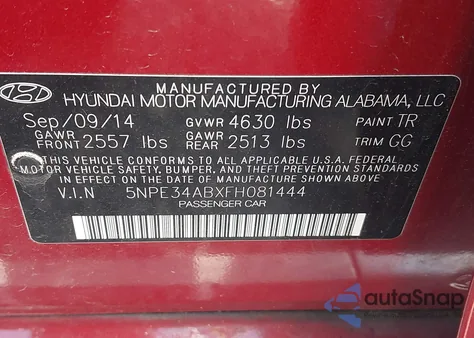 MANUFACTURED BY
HYUNDAI MOTOR MANUFACTURING ALABAMA, LLC
Sep/09/14 GVWR 4630 lbs PAINT TR
GAWR FRONT 2557 lbs GAWR REAR 2513 lbs TRIM GG
THIS VEHICLE CONFORMS TO ALL APPLICABLE U.S.A. FEDERAL
MOTOR VEHICLE SAFETY, BUMPER, AND THEFT PREVENTION STANDARDS
IN EFFECT ON THE DATE OF MANUFACTURE SHOWN ABOVE.
V.I.N 5NPE34ABXFH081444
PASSENGER CAR
autoSnap